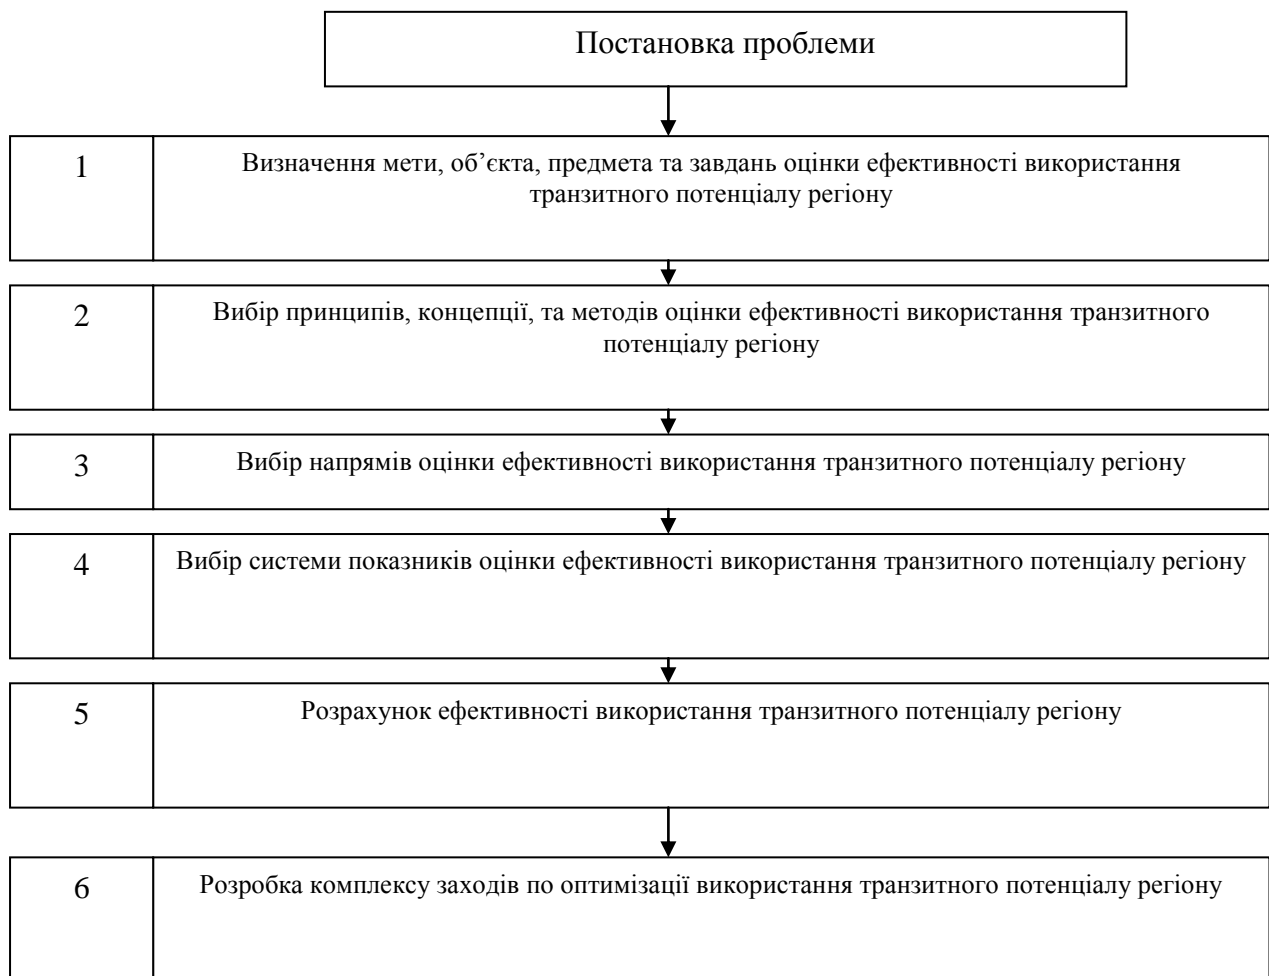 Постановка проблеми
1
Визначення мети, об’єкта, предмета та завдань оцінки ефективності використання
транзитного потенціалу регіону
2
Вибір принципів, концепції, та методів оцінки ефективності використання транзитного
потенціалу регіону
3
Вибір напрямів оцінки ефективності використання транзитного потенціалу регіону
4
Вибір системи показників оцінки ефективності використання транзитного потенціалу регіону
5
Розрахунок ефективності використання транзитного потенціалу регіону
6
Розробка комплексу заходів по оптимізації використання транзитного потенціалу регіону